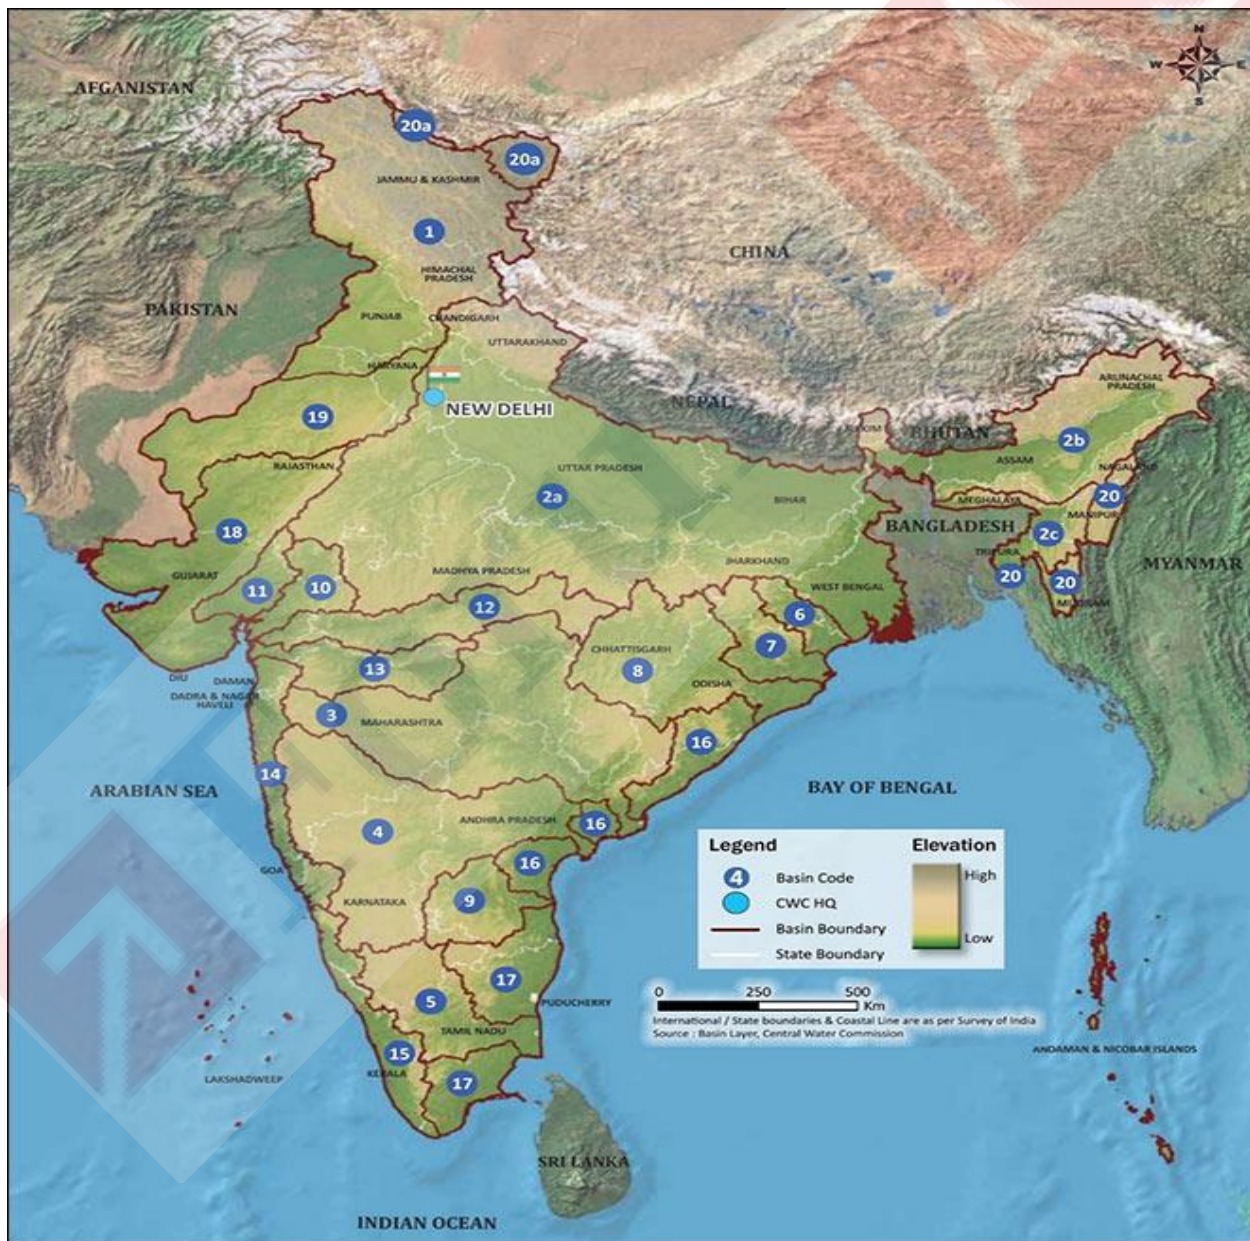 N
W
E
S
AFGANISTAN
20a
20a
JAMMU & KASHMIR
1
CHINA
HIMACHAL
PRADESH
PAKISTAN
PUNJAB
CHANDIGARH
UTTARAKHAND
HARYANA
NEW DELHI
NEPAL
ARUNACHAL
PRADESH
19
BHUTAN
2b
ASSAM
NAGALAND
RAJASTHAN
UTTAR PRADESH
2a
BIHAR
MEGHALAYA
20
MANIPUR
BANGLADESH
18
2c
TRIPURA
JHARKHAND
MADHYA PRADESH
MYANMAR
GUJARAT
11
10
WEST BENGAL
20
20
MIZORAM
12
6
7
CHHATTISGARH
8
13
DIU
DAMAN
DADRA & NAGAR
HAVELI
ODISHA
3
MAHARASHTRA
16
14
ARABIAN SEA
BAY OF BENGAL
4
ANDHRA PRADESH
16
16
GOA
KARNATAKA
9
Legend
Elevation
4
Basin Code
High
CWC HQ
Basin Boundary
Low
State Boundary
17
5
PUDUCHERRY
0
250
500
Km
International / State boundaries & Coastal Line are as per Survey of India
Source : Basin Layer, Central Water Commission
TAMIL NADU
15
KERALA
17
LAKSHADWEEP
ANDAMAN & NICOBAR ISLANDS
SRI LANKA
INDIAN OCEAN